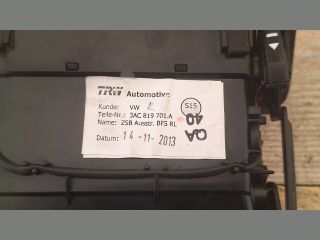 TRW Automotive
Kunde: VW
Teile-Nr.: 3AC 819 701 A
Name: ZSB Ausstr. BFS RL
Datum: 14-11-2013
S15
QA
40